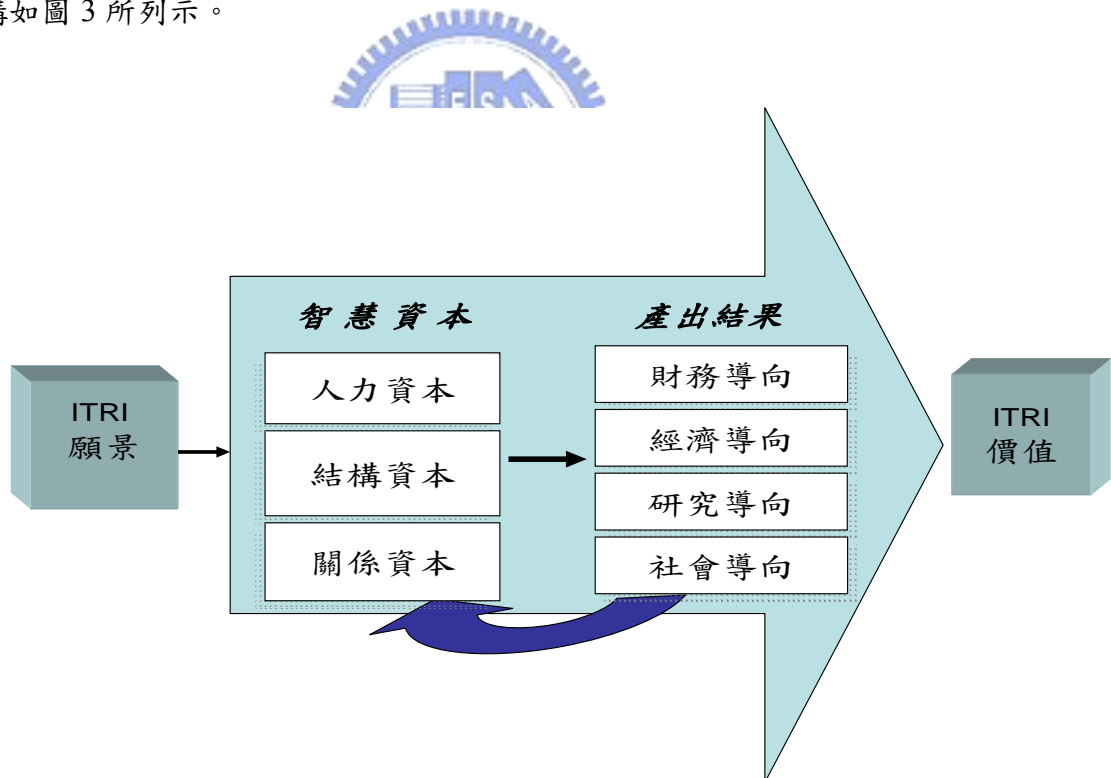 構如圖 3 所列示。
智慧資本
產出結果
人力資本
結構資本
關係資本
財務導向
經濟導向
研究導向
社會導向
ITRI
願景
ITRI
價值